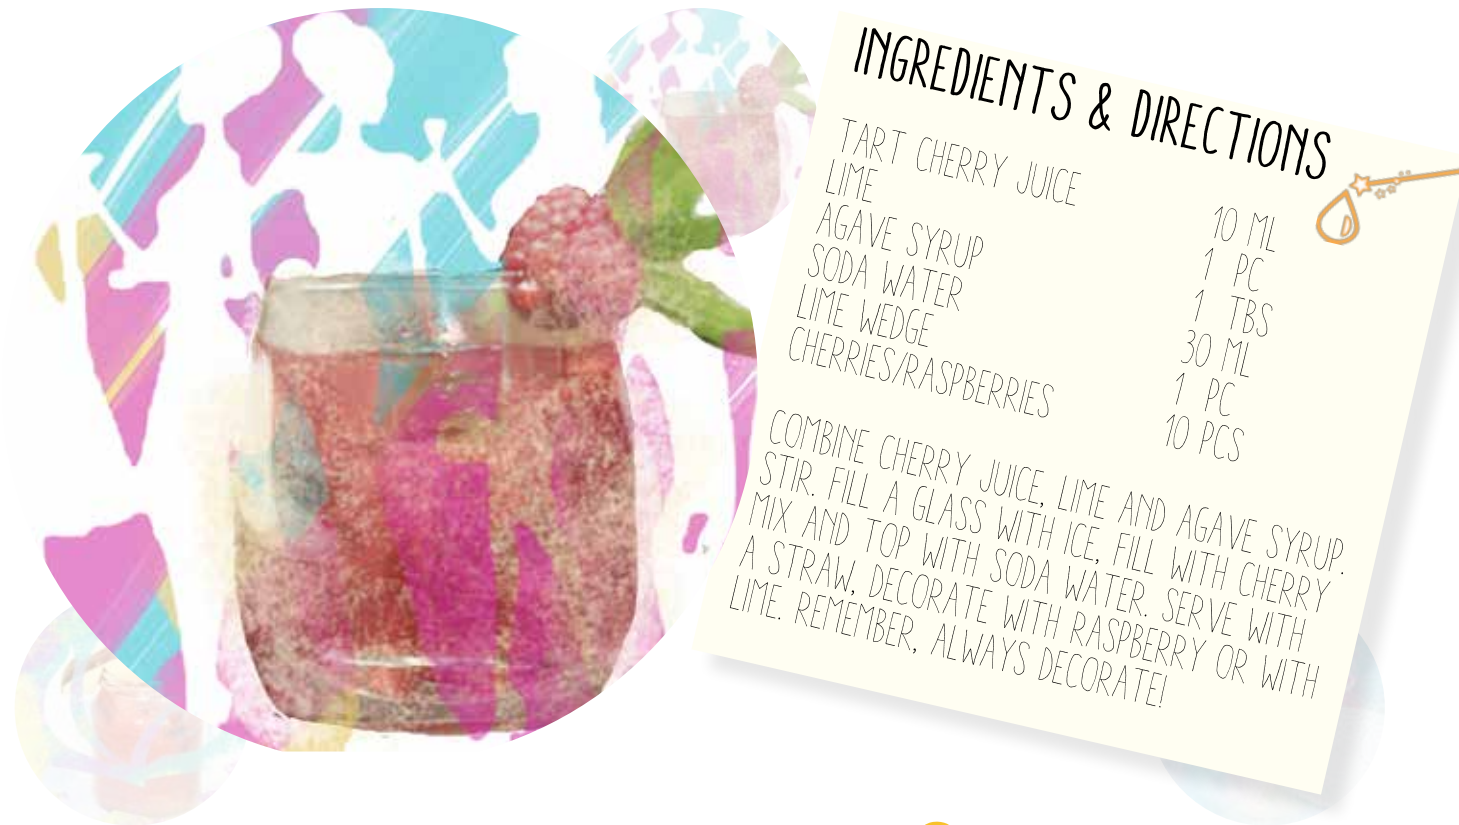 INGREDIENTS & DIRECTIONS
TART CHERRY JUICE 10 ML
LIME 1 PC
AGAVE SYRUP 1 TBS
SODA WATER 30 ML
LIME WEDGE 1 PC
CHERRIES/RASPBERRIES 10 PCS
COMBINE CHERRY JUICE, LIME AND AGAVE SYRUP.
STIR. FILL A GLASS WITH ICE, FILL WITH CHERRY
MIX AND TOP WITH SODA WATER. SERVE WITH
A STRAW, DECORATE WITH RASPBERRY OR WITH
LIME. REMEMBER, ALWAYS DECORATE!